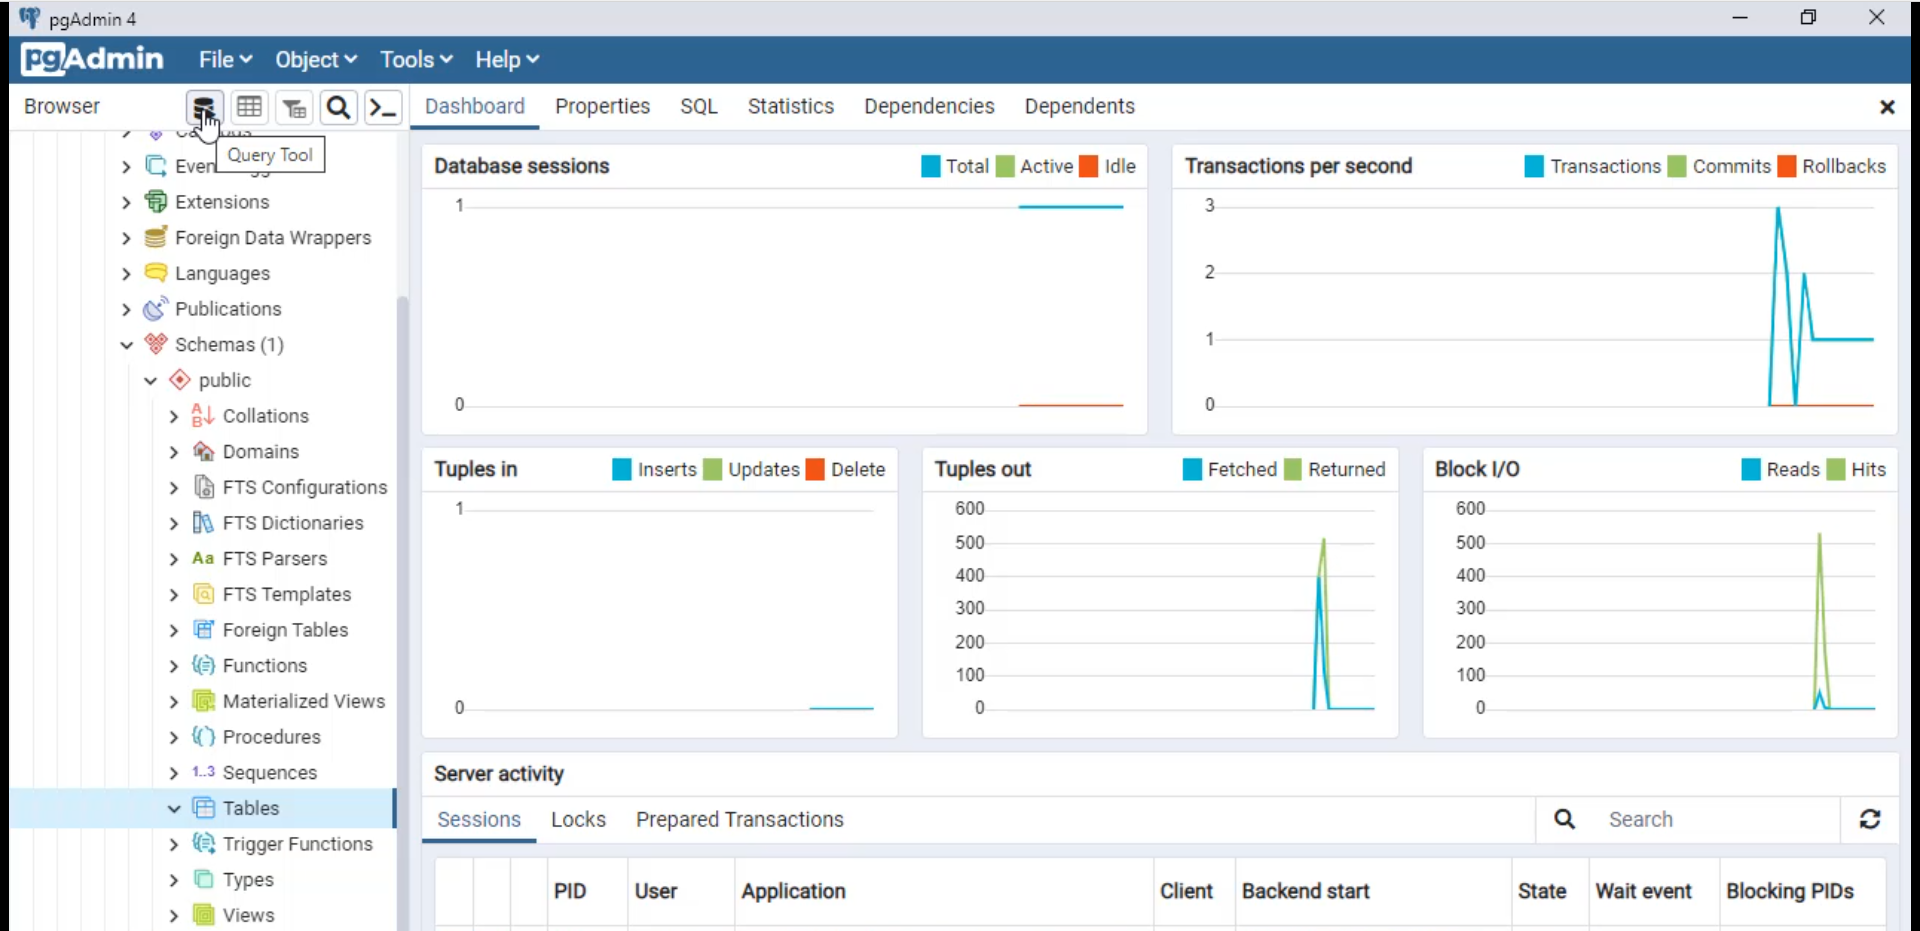 pgAdmin 4
pgAdmin File Object Tools Help
Browser
Dashboard Properties SQL Statistics Dependencies Dependents
Query Tool
Extensions
Foreign Data Wrappers
Languages
Publications
Schemas (1)
public
Collations
Domains
FTS Configurations
FTS Dictionaries
Aa FTS Parsers
FTS Templates
Foreign Tables
Functions
Materialized Views
Procedures
1..3 Sequences
Tables
Trigger Functions
Types
Views
Database sessions Total Active Idle
1
0
Transactions per second Transactions Commits Rollbacks
3
2
1
0
Tuples in Inserts Updates Delete
1
0
Tuples out Fetched Returned
600
500
400
300
200
100
0
Block I/O Reads Hits
600
500
400
300
200
100
0
Server activity
Sessions Locks Prepared Transactions Search
PID User Application Client Backend start State Wait event Blocking PIDs